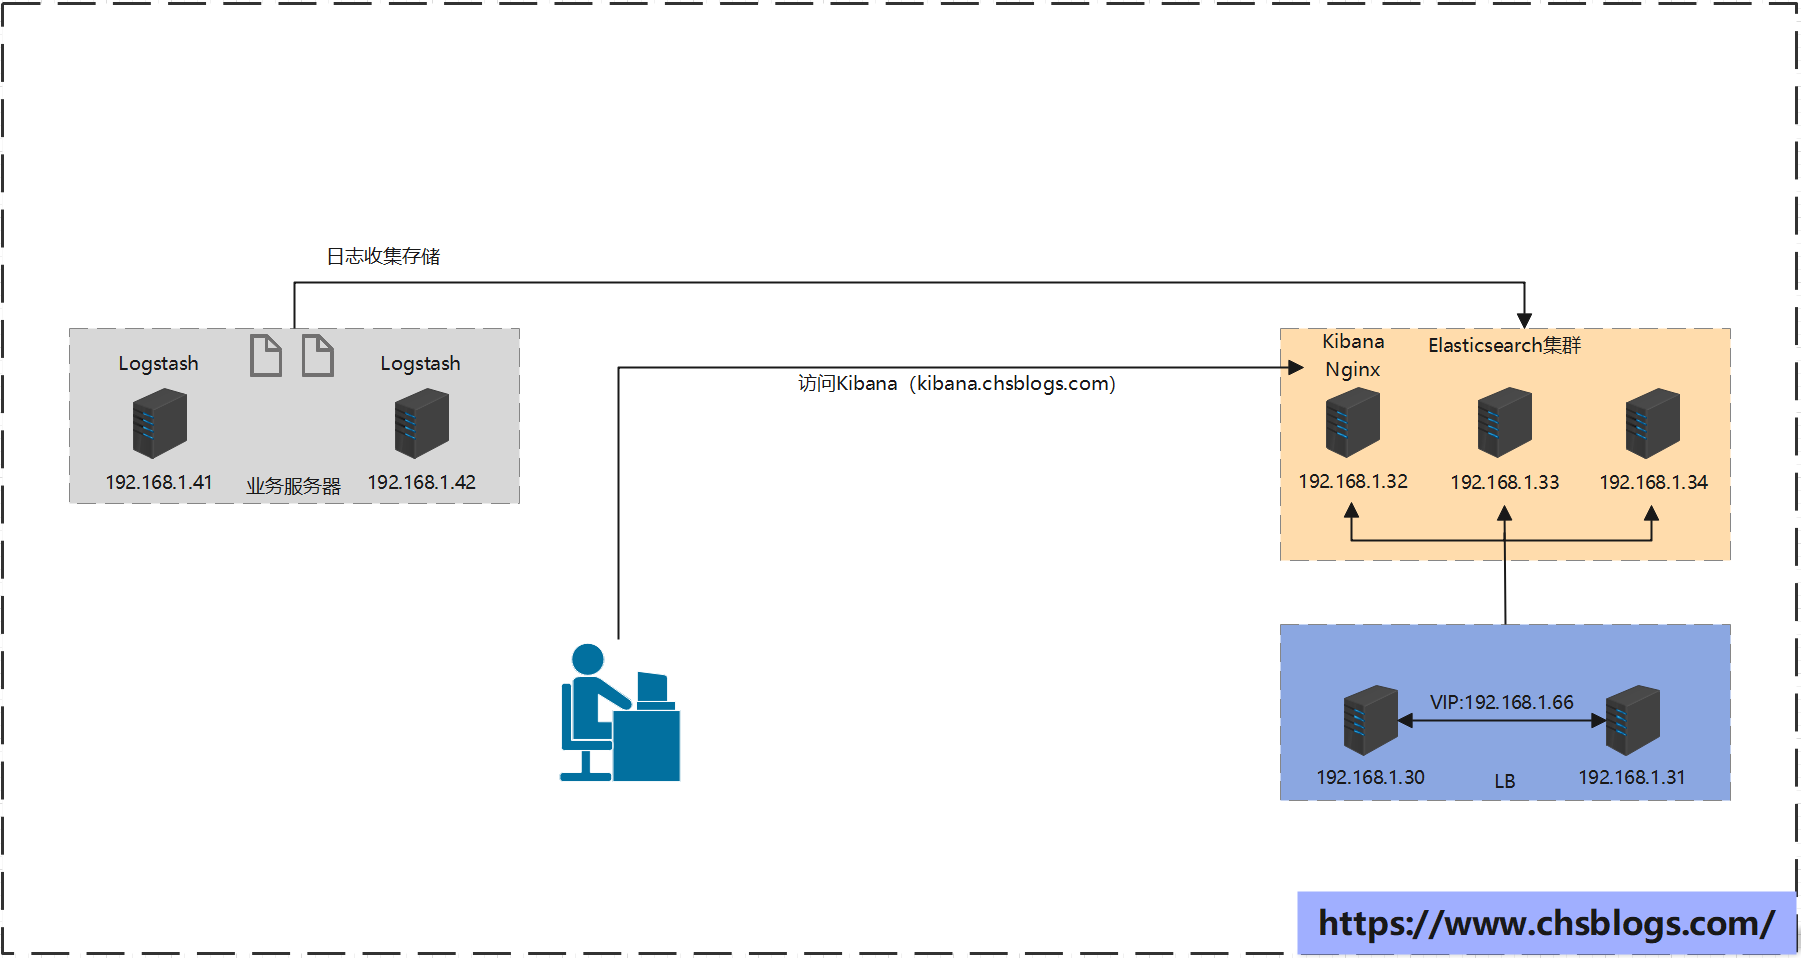 日志收集存储
Logstash
Logstash
192.168.1.41
业务服务器
192.168.1.42
访问Kibana（kibana.chsblogs.com）
Kibana
Nginx
Elasticsearch集群
192.168.1.32
192.168.1.33
192.168.1.34
VIP:192.168.1.66
192.168.1.30
LB
192.168.1.31
https://www.chsblogs.com/